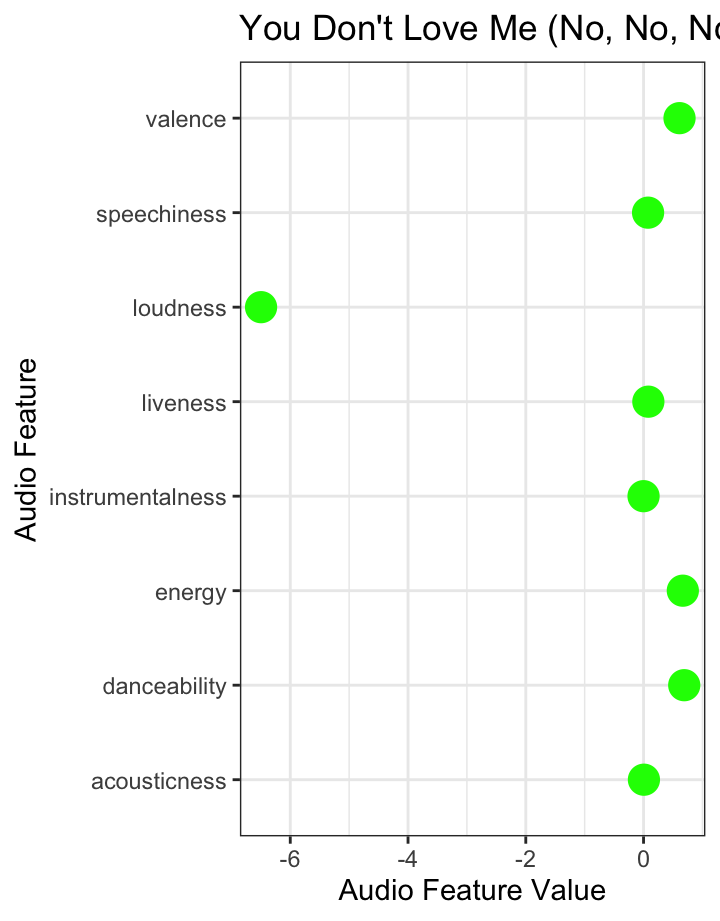 You Don't Love Me (No, No, No
valence
speechiness
loudness
liveness
instrumentalness
energy
danceability
acousticness
Audio Feature
-6 -4 -2 0
Audio Feature Value